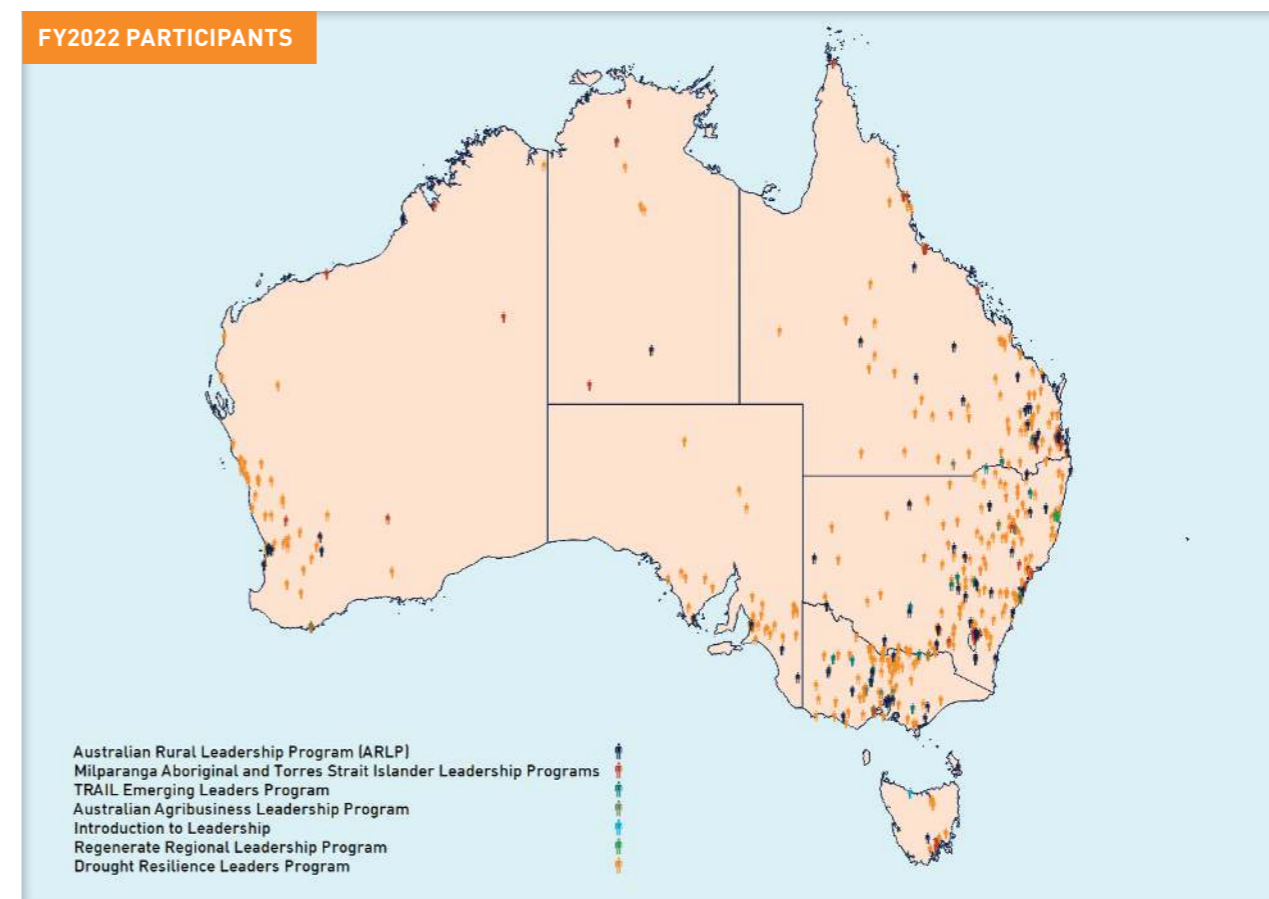 FY2022 PARTICIPANTS
Australian Rural Leadership Program (ARLP)
Milparanga Aboriginal and Torres Strait Islander Leadership Programs
TRAIL Emerging Leaders Program
Australian Agribusiness Leadership Program
Introduction to Leadership
Regenerate Regional Leadership Program
Drought Resilience Leaders Program